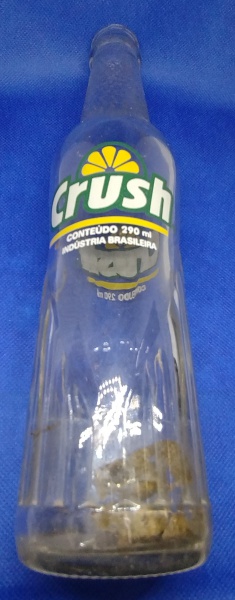 Crush
CONTEÚDO 290 ml
INDÚSTRIA BRASILEIRA